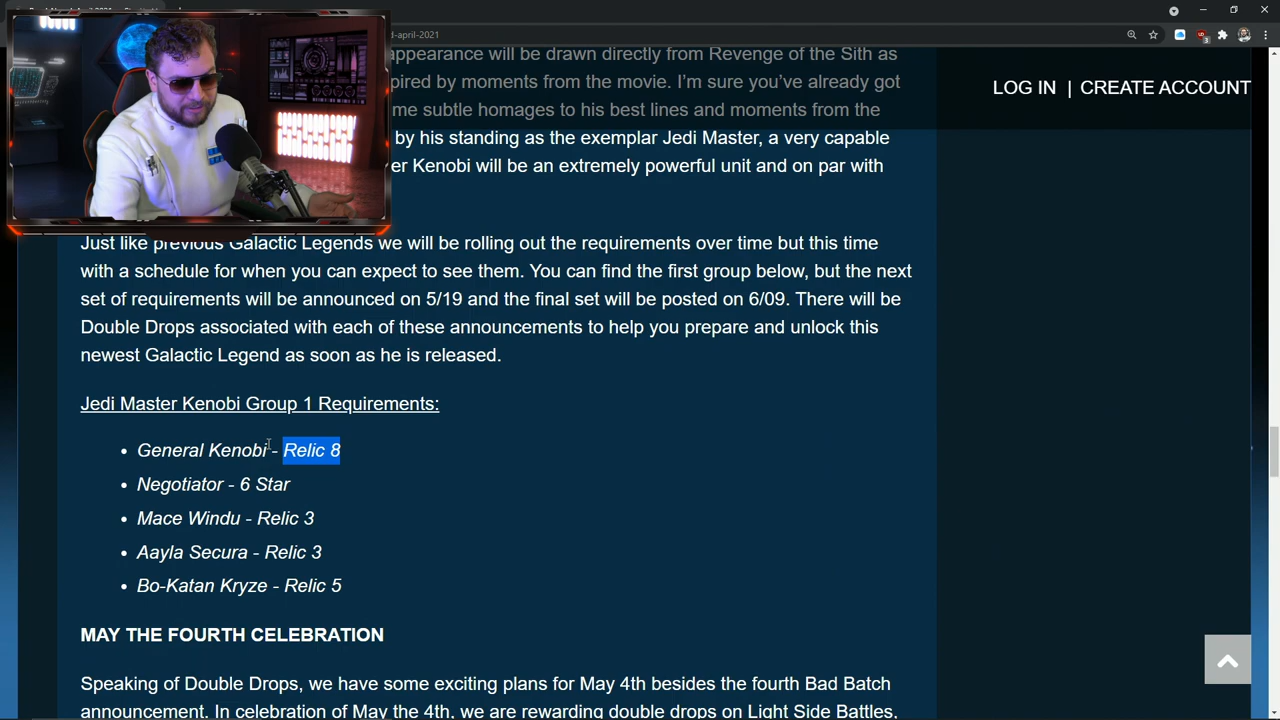 d-april-2021
LOG IN | CREATE ACCOUNT
appearance will be drawn directly from Revenge of the Sith as
pired by moments from the movie. I'm sure you've already got
me subtle homages to his best lines and moments from the
by his standing as the exemplar Jedi Master, a very capable
er Kenobi will be an extremely powerful unit and on par with
Just like previous Galactic Legends we will be rolling out the requirements over time but this time
with a schedule for when you can expect to see them. You can find the first group below, but the next
set of requirements will be announced on 5/19 and the final set will be posted on 6/09. There will be
Double Drops associated with each of these announcements to help you prepare and unlock this
newest Galactic Legend as soon as he is released.
Jedi Master Kenobi Group 1 Requirements:
• General Kenobi - Relic 8
• Negotiator - 6 Star
• Mace Windu - Relic 3
• Aayla Secura - Relic 3
• Bo-Katan Kryze - Relic 5
MAY THE FOURTH CELEBRATION
Speaking of Double Drops, we have some exciting plans for May 4th besides the fourth Bad Batch
announcement. In celebration of May the 4th, we are rewarding double drops on Light Side Battles,